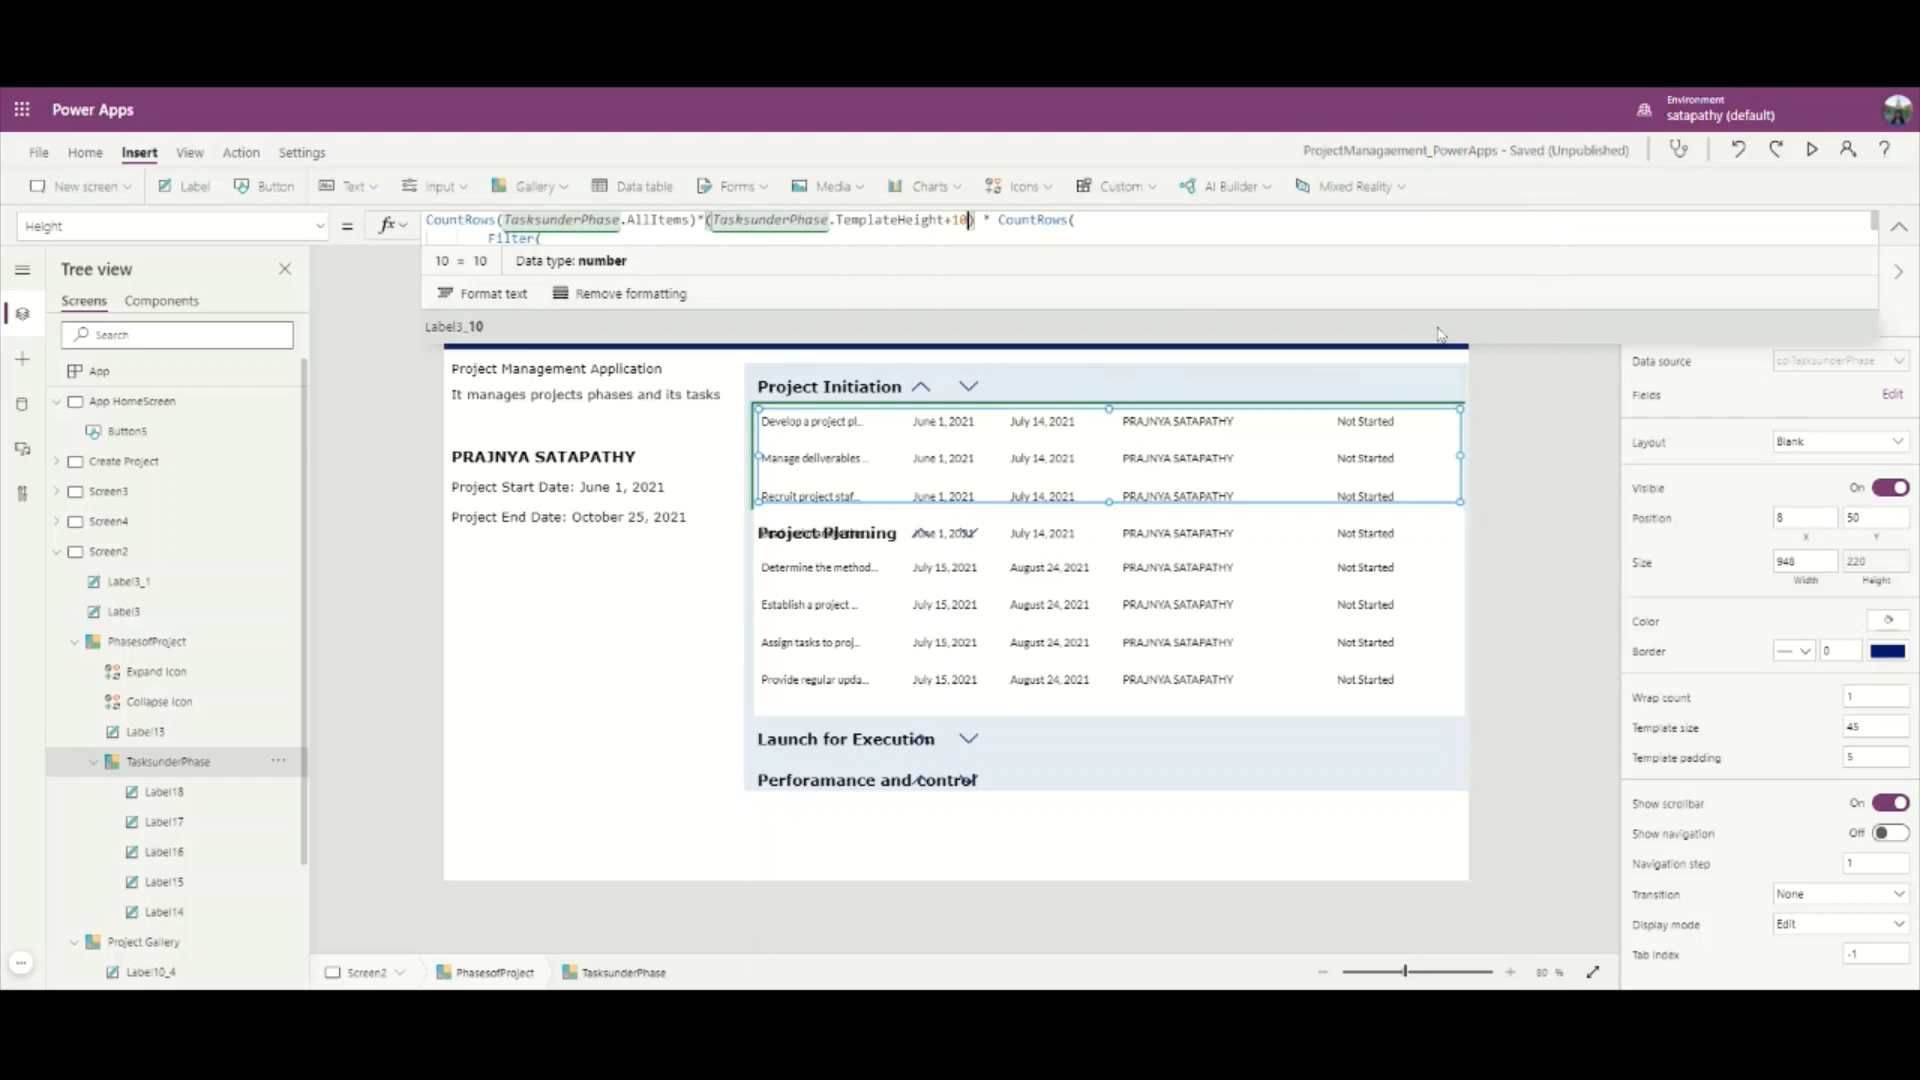 Power Apps
Environment
satapathy (default)
File Home Insert View Action Settings
ProjectManagaement_PowerApps - Saved (Unpublished)
New screen Label Button Text Input Gallery Data table Forms Media Charts Icons Custom AI Builder Mixed Reality
Height = fx CountRows(TasksunderPhase.AllItems)*(TasksunderPhase.TemplateHeight+10) * CountRows(
Filter(
10 = 10 Data type: number
Format text Remove formatting
Label3_10
Tree view
Screens Components
Search
App
App HomeScreen
Button5
Create Project
Screen3
Screen4
Screen2
Label3_1
Label3
PhasesofProject
Expand Icon
Collapse Icon
Label13
TasksunderPhase
Label18
Label17
Label16
Label15
Label14
Project Gallery
Label10_4
Project Management Application
It manages projects phases and its tasks
PRAJNYA SATAPATHY
Project Start Date: June 1, 2021
Project End Date: October 25, 2021
Project Initiation
Develop a project pl... June 1, 2021 July 14, 2021 PRAJNYA SATAPATHY Not Started
Manage deliverables ... June 1, 2021 July 14, 2021 PRAJNYA SATAPATHY Not Started
Recruit project staf... June 1, 2021 July 14, 2021 PRAJNYA SATAPATHY Not Started
Project Planning June 1, 2021 July 14, 2021 PRAJNYA SATAPATHY Not Started
Determine the method... July 15, 2021 August 24, 2021 PRAJNYA SATAPATHY Not Started
Establish a project ... July 15, 2021 August 24, 2021 PRAJNYA SATAPATHY Not Started
Assign tasks to proj... July 15, 2021 August 24, 2021 PRAJNYA SATAPATHY Not Started
Provide regular upda... July 15, 2021 August 24, 2021 PRAJNYA SATAPATHY Not Started
Launch for Execution
Perforamance and control
Data source colTasksunderPhase
Fields Edit
Layout Blank
Visible On
Position 8 50
X Y
Size 948 220
Width Height
Color
Border 0
Wrap count 1
Template size 45
Template padding 5
Show scrollbar On
Show navigation Off
Navigation step 1
Transition None
Display mode Edit
Tab index -1
Screen2 PhasesofProject TasksunderPhase
80 %